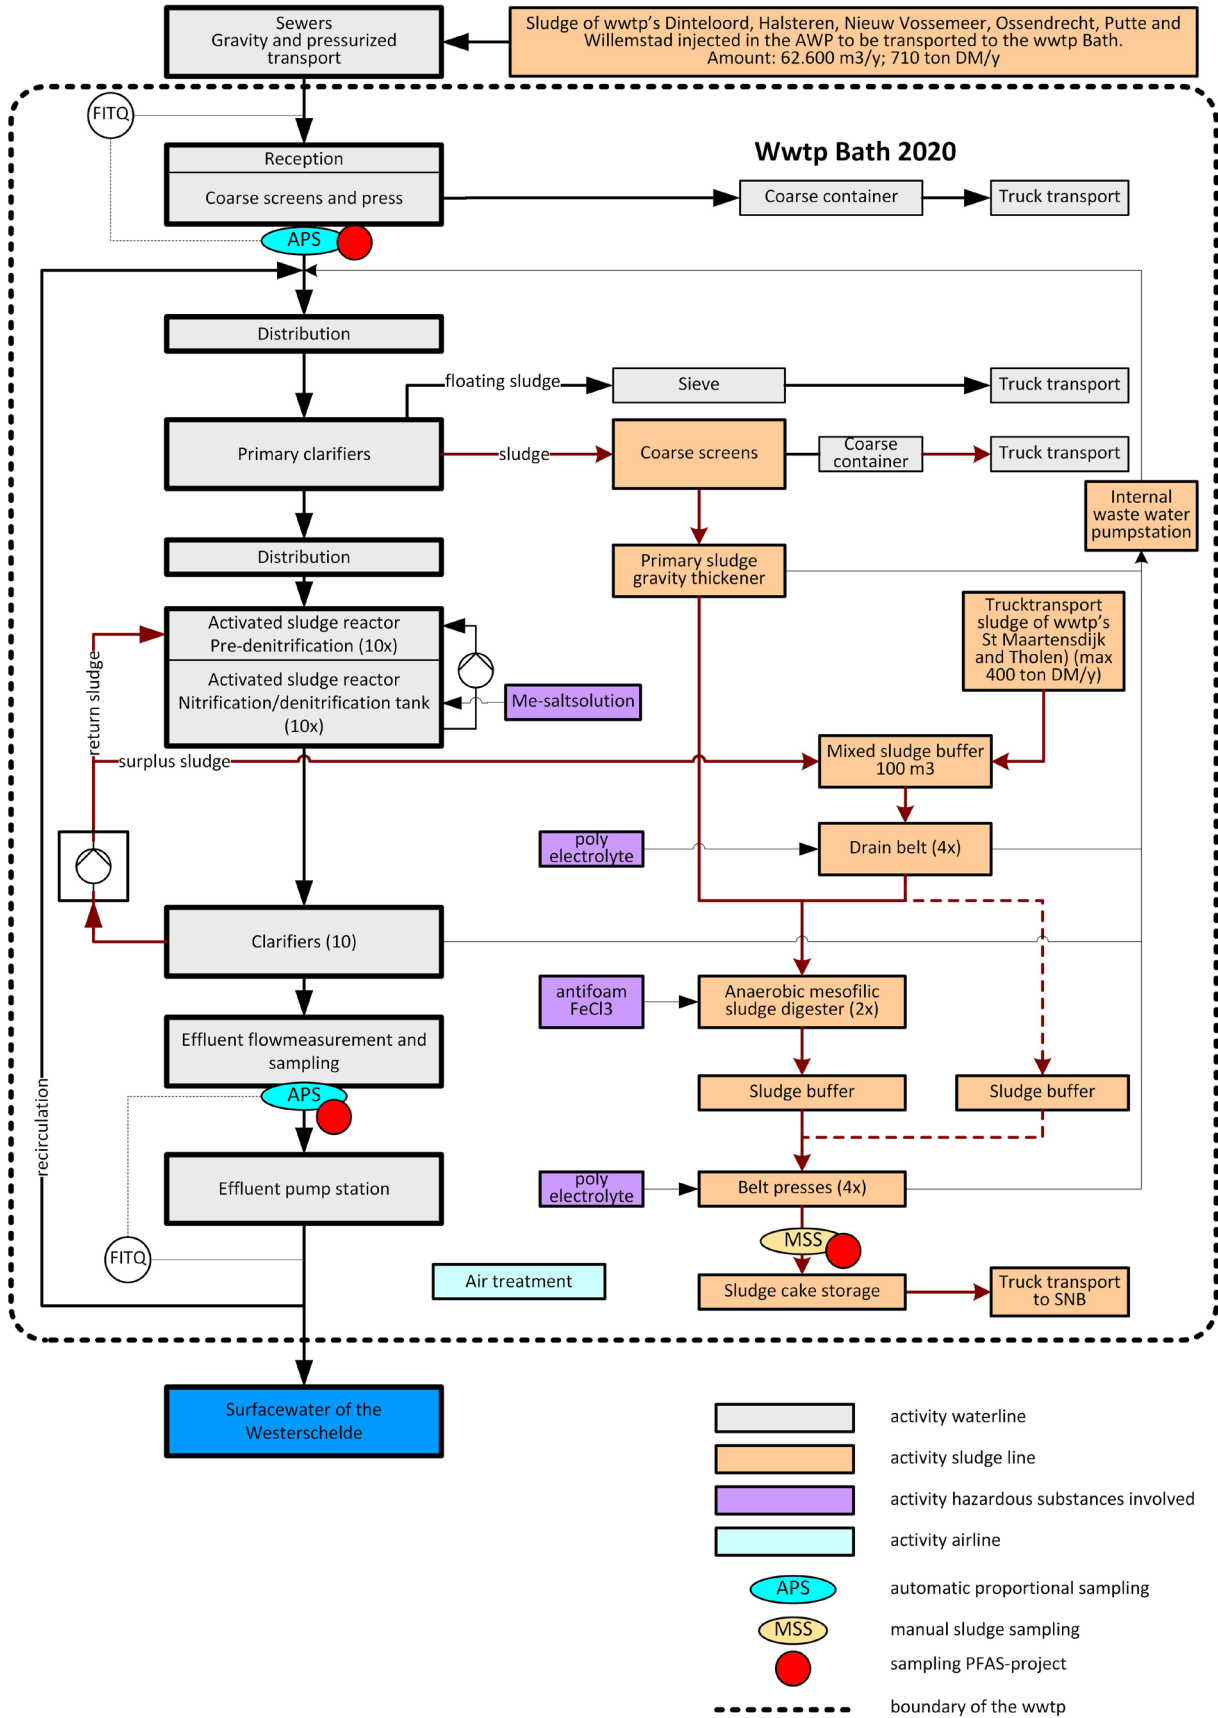 Sewers
Gravity and pressurized
transport
Sludge of wwtp's Dinteloord, Halsteren, Nieuw Vossemeer, Ossendrecht, Putte and
Willemstad injected in the AWP to be transported to the wwtp Bath.
Amount: 62.600 m3/y; 710 ton DM/y
FITQ
Wwtp Bath 2020
Reception
Coarse screens and press
Coarse container
Truck transport
APS
Distribution
floating sludge
Sieve
Truck transport
Primary clarifiers
sludge
Coarse screens
Coarse
container
Truck transport
Internal
waste water
pumpstation
Distribution
Primary sludge
gravity thickener
Activated sludge reactor
Pre-denitrification (10x)
Activated sludge reactor
Nitrification/denitrification tank
(10x)
Me-saltsolution
Trucktransport
sludge of wwtp's
St Maartensdijk
and Tholen) (max
400 ton DM/y)
return sludge
surplus sludge
Mixed sludge buffer
100 m3
poly
electrolyte
Drain belt (4x)
Clarifiers (10)
antifoam
FeCl3
Anaerobic mesofilic
sludge digester (2x)
Effluent flowmeasurement and
sampling
APS
Sludge buffer
Sludge buffer
recirculation
Effluent pump station
poly
electrolyte
Belt presses (4x)
FITQ
MSS
Air treatment
Sludge cake storage
Truck transport
to SNB
Surfacewater of the
Westerschelde
activity waterline
activity sludge line
activity hazardous substances involved
activity airline
APS
automatic proportional sampling
MSS
manual sludge sampling
sampling PFAS-project
boundary of the wwtp